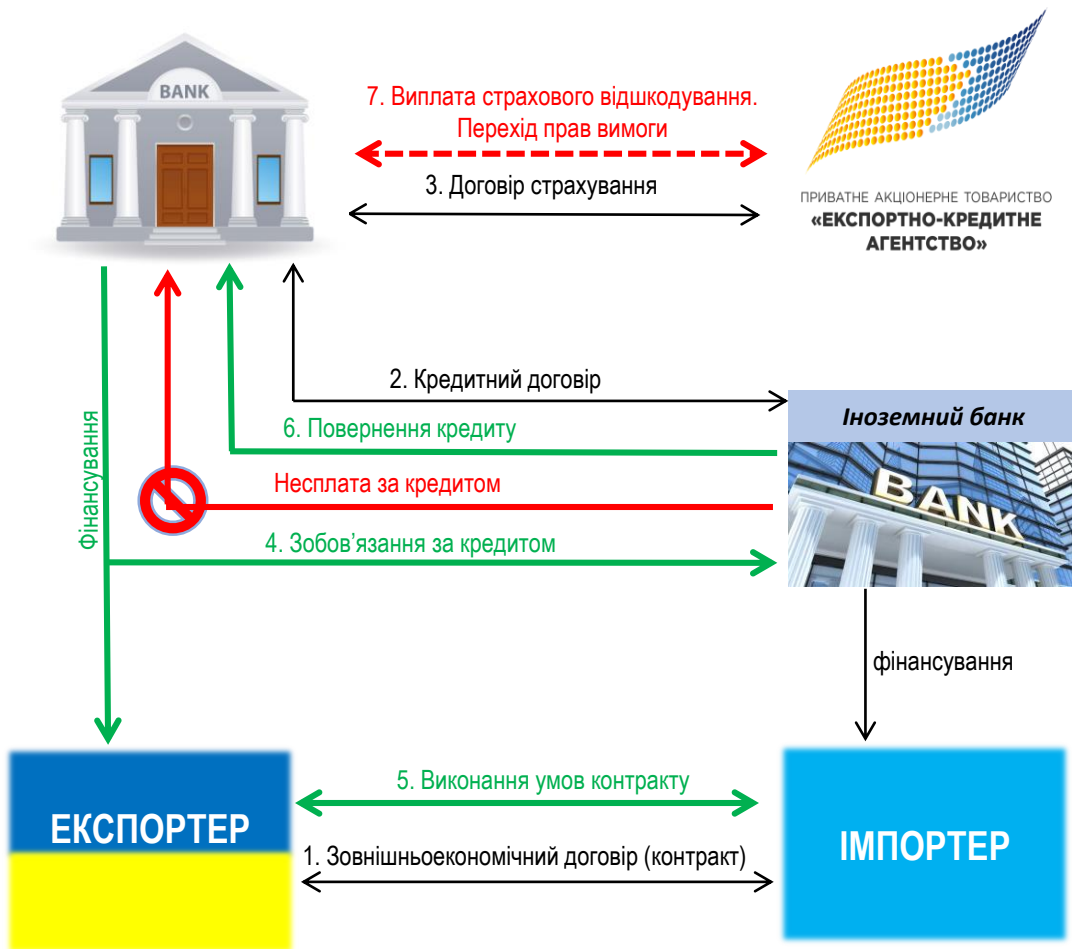 BANK
7. Виплата страхового відшкодування.
Перехід прав вимоги
3. Договір страхування
ПРИВАТНЕ АКЦІОНЕРНЕ ТОВАРИСТВО
«ЕКСПОРТНО-КРЕДИТНЕ
АГЕНТСТВО»
2. Кредитний договір
Іноземний банк
6. Повернення кредиту
Фінансування
Несплата за кредитом
BANK
4. Зобов’язання за кредитом
фінансування
5. Виконання умов контракту
ЕКСПОРТЕР
ІМПОРТЕР
1. Зовнішньоекономічний договір (контракт)